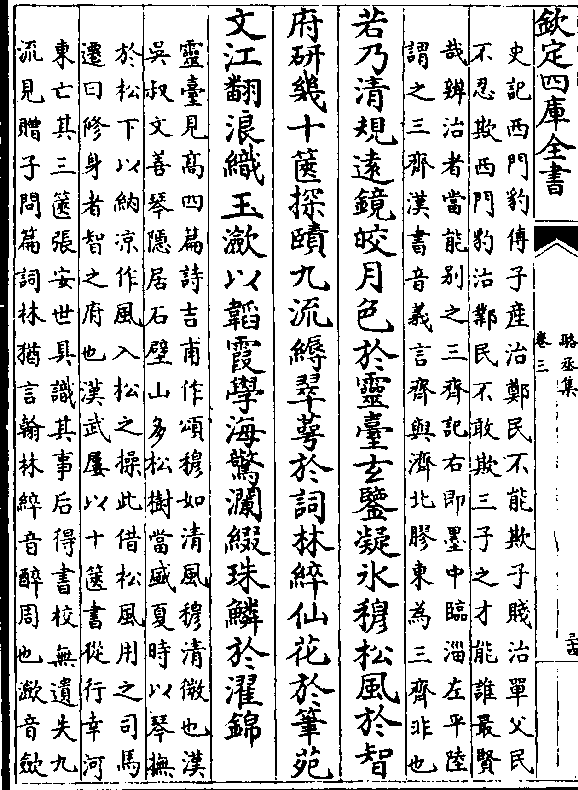 欽定四庫全書
駱丞集
卷三
史記西門豹傳子產治鄭民不能欺子賤治單父民
不忍欺西門豹治鄴民不敢欺三子之才能誰最賢
哉辨治者當能別之三齊記右即墨中臨淄左平陸
謂之三齊漢書音義言齊與濟北膠東為三齊非也
若乃清規遠鏡皎月色於靈臺玄鑒凝氷穆松風於智
府研幾十篋探賾九流縟翠萼於詞林綷仙花於筆苑
文江翻浪織玉漵以韜霞學海驚瀾綴珠鱗於濯錦
靈臺見髙四篇詩吉甫作頌穆如清風穆清微也漢
吳叔文善琴隱居石壁山多松樹當盛夏時以琴撫
於松下以納凉作風入松之操此借松風用之司馬
遷曰修身者智之府也漢武屢以十篋書從行幸河
東亡其三篋張安世具識其事后得書校無遺失九
流見贈子問篇詞林猶言翰林綷音醉周也漵音敘